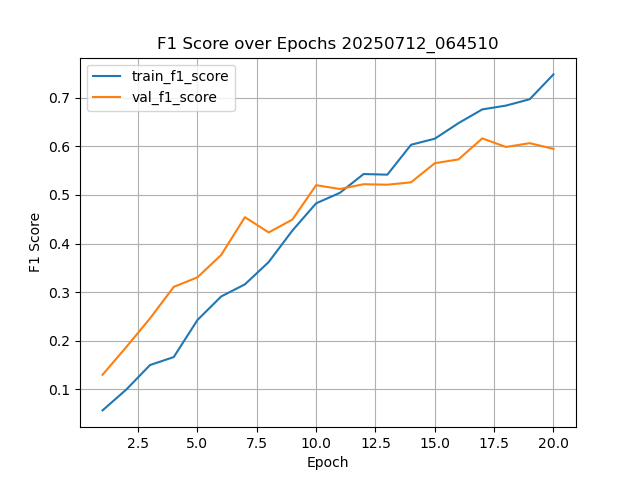 F1 Score over Epochs 20250712_064510
train_f1_score
val_f1_score
0.7
0.6
0.5
0.4
0.3
0.2
0.1
F1 Score
2.5 5.0 7.5 10.0 12.5 15.0 17.5 20.0
Epoch